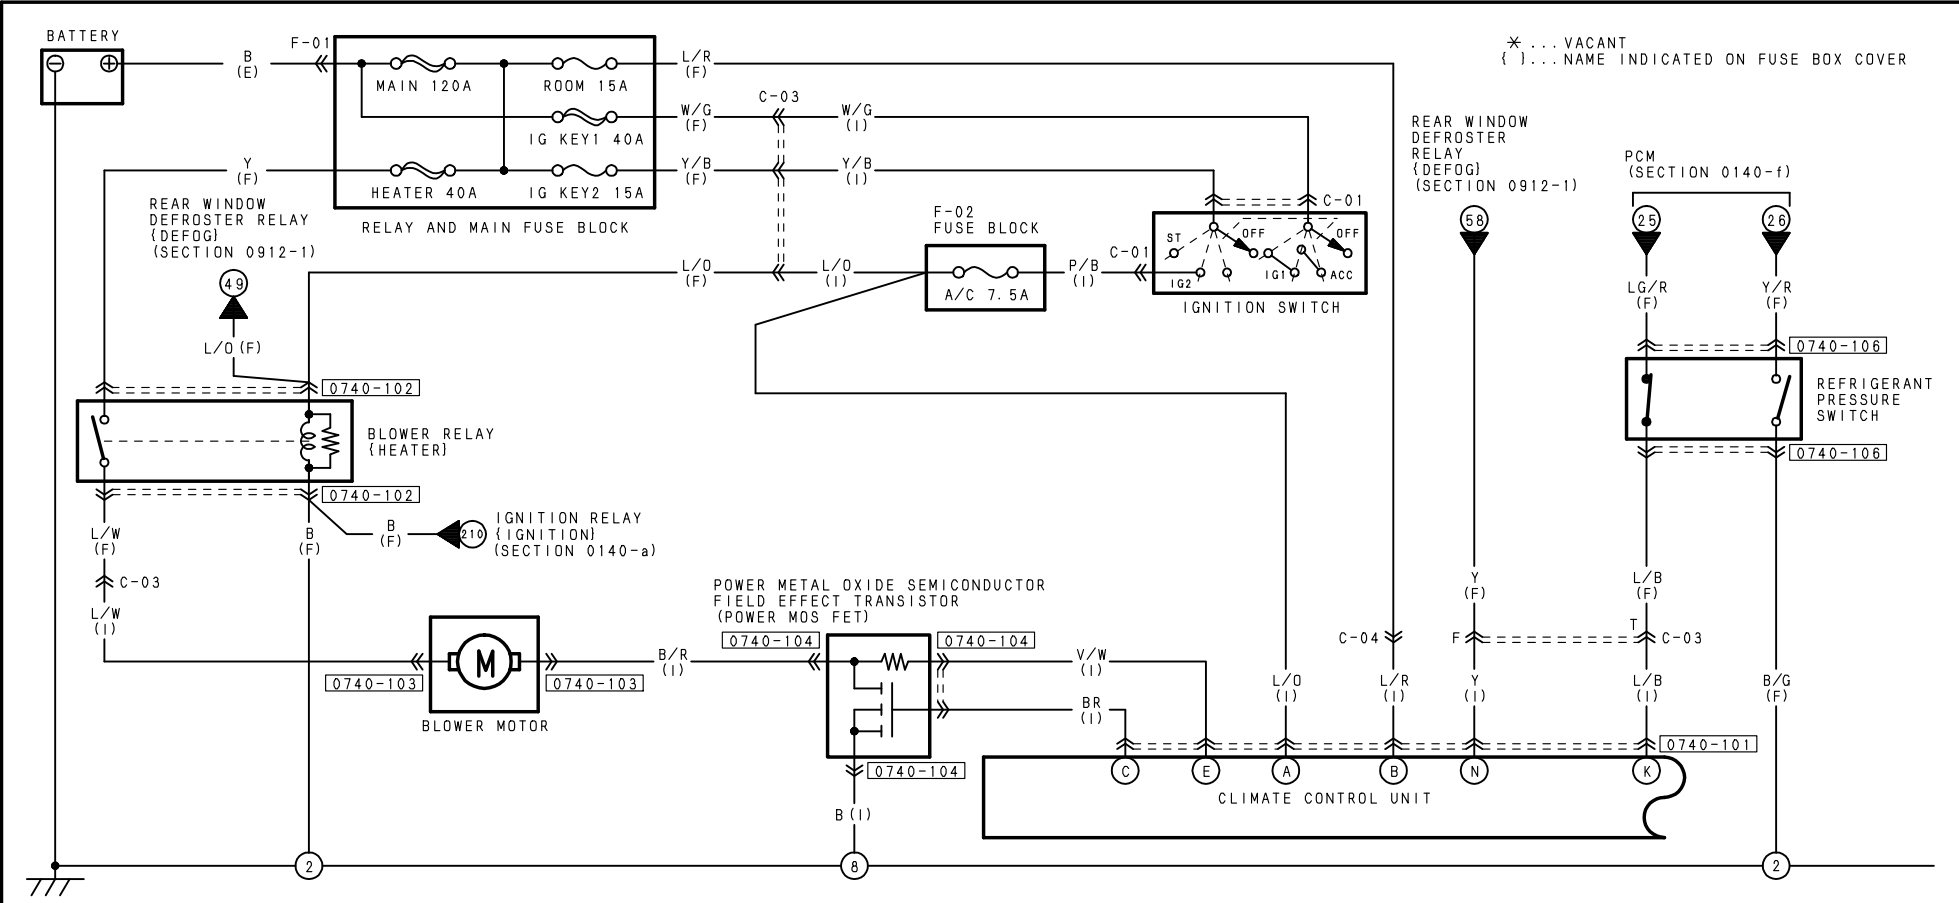 BATTERY
B
(E)
F-01
MAIN 120A
ROOM 15A
IG KEY1 40A
HEATER 40A
IG KEY2 15A
RELAY AND MAIN FUSE BLOCK
L/R
(F)
W/G
(F)
Y/B
(F)
C-03
W/G
(I)
Y/B
(I)
✳ ... VACANT
{ }... NAME INDICATED ON FUSE BOX COVER
Y
(F)
REAR WINDOW
DEFROSTER RELAY
{DEFOG}
(SECTION 0912-1)
49
L/O (F)
L/O
(F)
L/O
(I)
F-02
FUSE BLOCK
A/C 7.5A
P/B
(I)
C-01
C-01
ST
OFF
OFF
IG2
IG1
ACC
IGNITION SWITCH
REAR WINDOW
DEFROSTER
RELAY
{DEFOG}
(SECTION 0912-1)
58
PCM
(SECTION 0140-f)
25
26
LG/R
(F)
Y/R
(F)
0740-106
REFRIGERANT
PRESSURE
SWITCH
0740-106
0740-102
BLOWER RELAY
{HEATER}
0740-102
L/W
(F)
C-03
L/W
(I)
B
(F)
B
(F)
210
IGNITION RELAY
{IGNITION}
(SECTION 0140-a)
0740-103
M
0740-103
BLOWER MOTOR
B/R
(I)
POWER METAL OXIDE SEMICONDUCTOR
FIELD EFFECT TRANSISTOR
(POWER MOS FET)
0740-104
0740-104
0740-104
B (I)
V/W
(I)
BR
(I)
L/O
(I)
C-04
L/R
(I)
Y
(F)
F
Y
(I)
L/B
(F)
T
C-03
L/B
(I)
B/G
(F)
0740-101
C
E
A
B
N
K
CLIMATE CONTROL UNIT
2
8
2